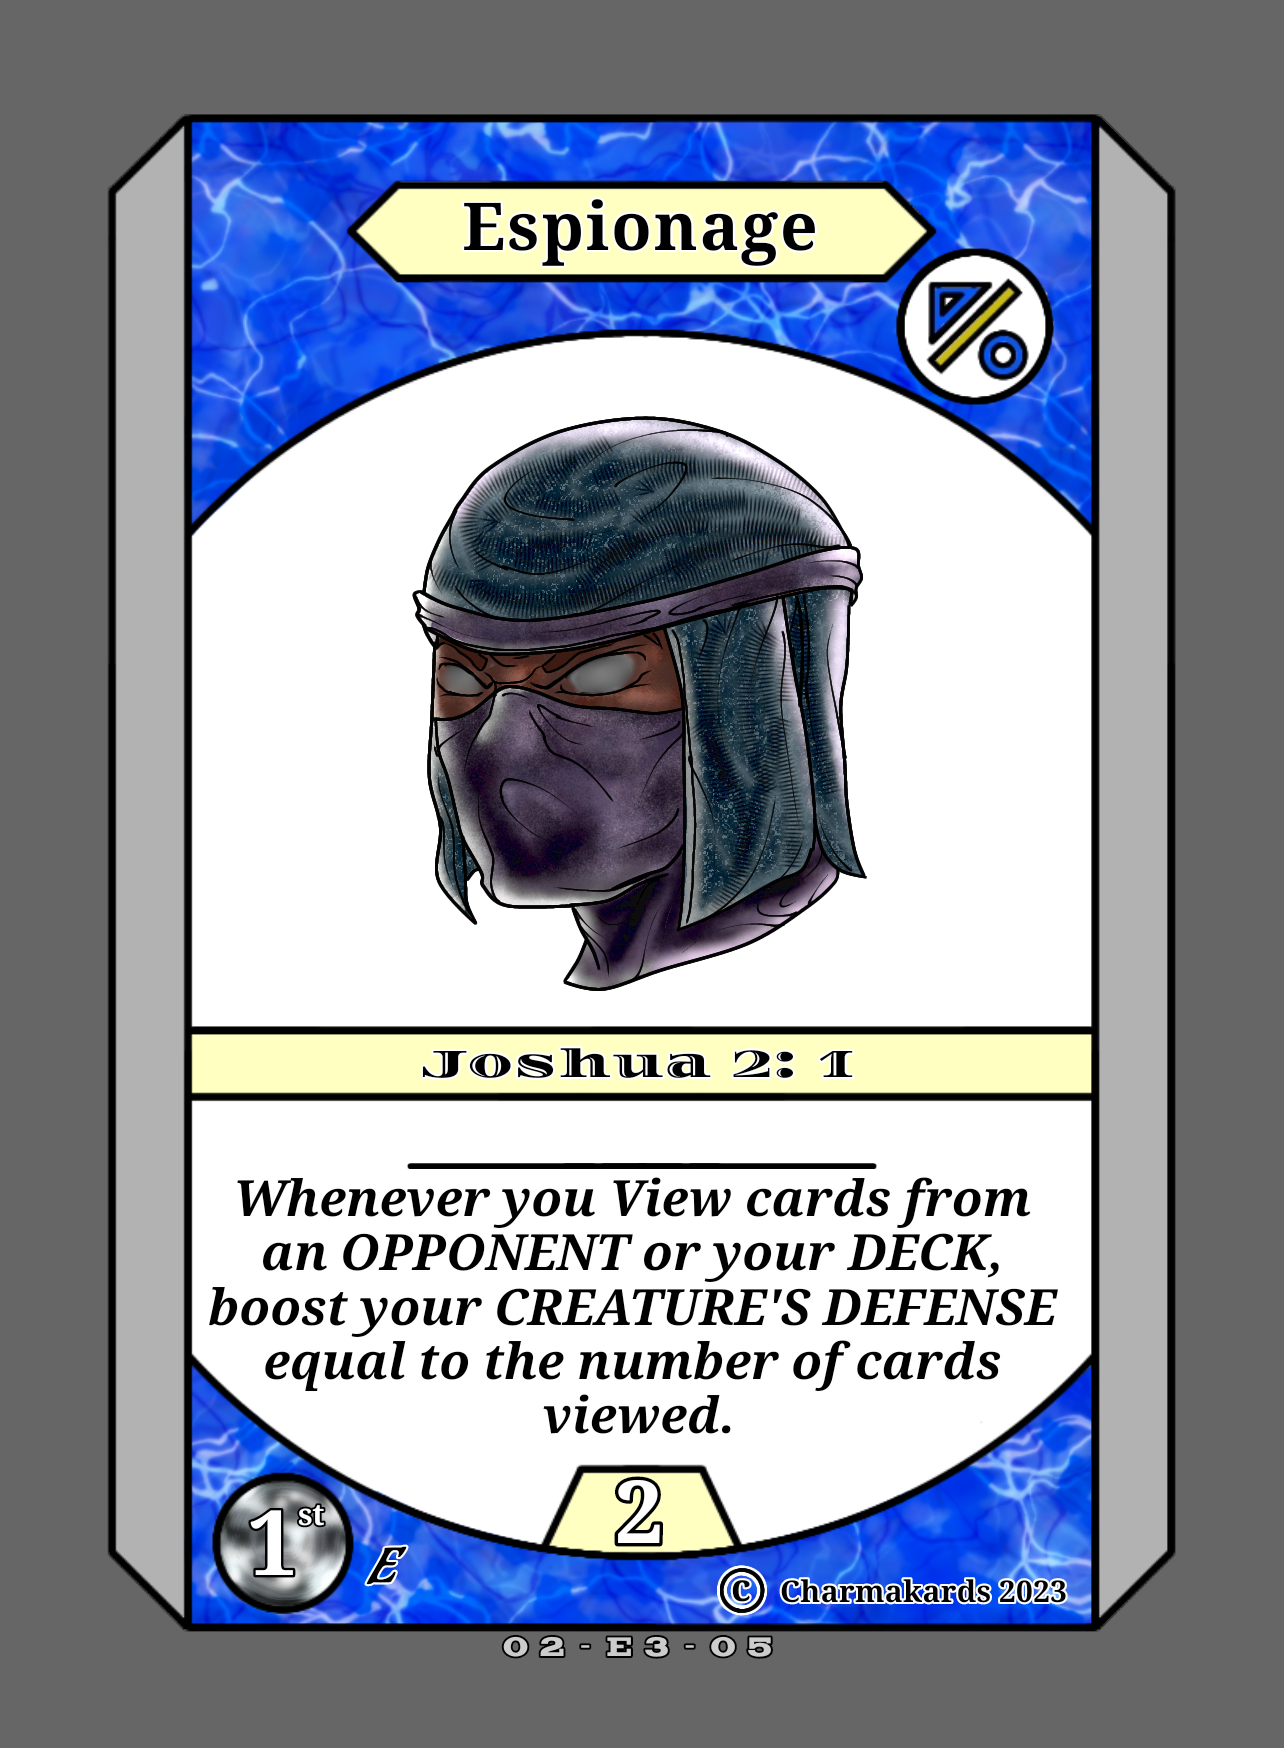 Espionage
Joshua 2: 1
Whenever you View cards from
an OPPONENT or your DECK,
boost your CREATURE'S DEFENSE
equal to the number of cards
viewed.
2
1st
E
© Charmakards 2023
02-E3-05